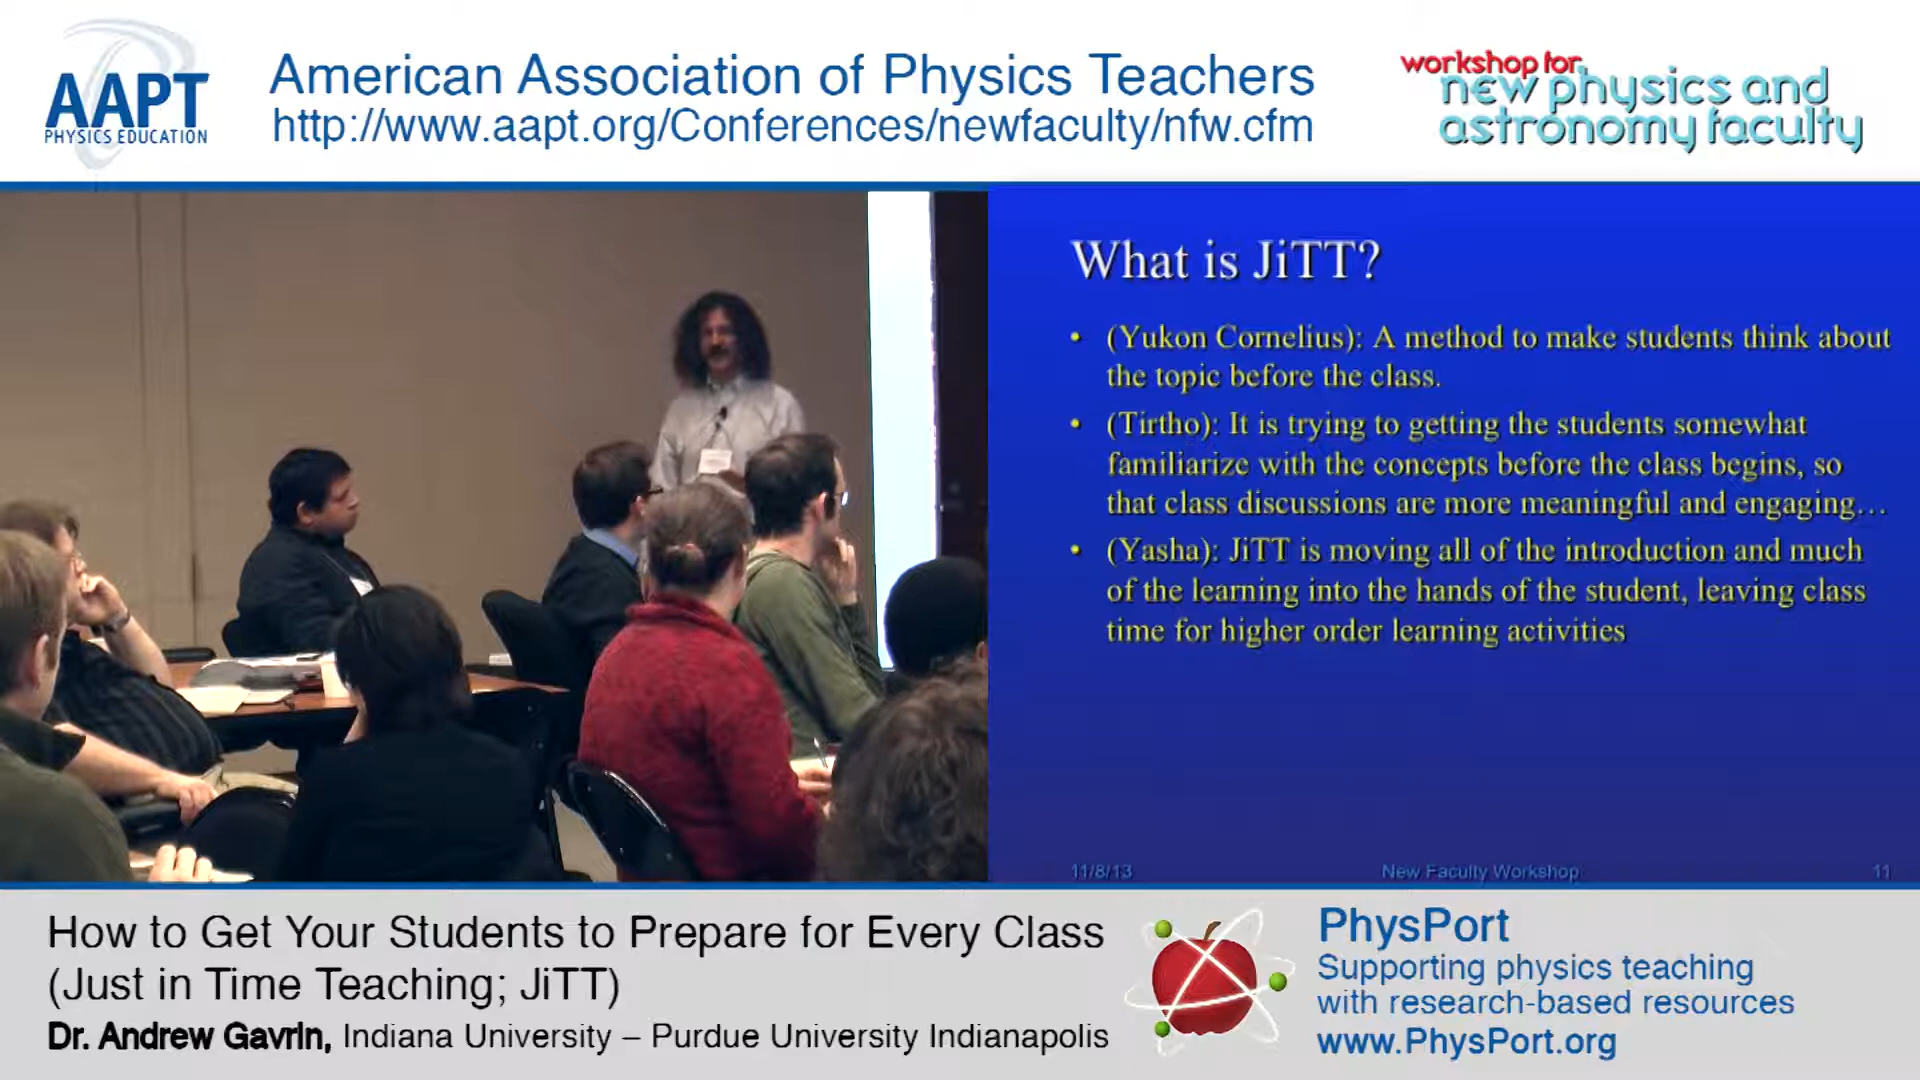 AAPT
PHYSICS EDUCATION
American Association of Physics Teachers
http://www.aapt.org/Conferences/newfaculty/nfw.cfm
workshop for
new physics and
astronomy faculty
What is JiTT?
• (Yukon Cornelius): A method to make students think about
the topic before the class.
• (Tirtho): It is trying to getting the students somewhat
familiarize with the concepts before the class begins, so
that class discussions are more meaningful and engaging…
• (Yasha): JiTT is moving all of the introduction and much
of the learning into the hands of the student, leaving class
time for higher order learning activities
11/8/13
New Faculty Workshop
11
How to Get Your Students to Prepare for Every Class
(Just in Time Teaching; JiTT)
Dr. Andrew Gavrin, Indiana University – Purdue University Indianapolis
PhysPort
Supporting physics teaching
with research-based resources
www.PhysPort.org